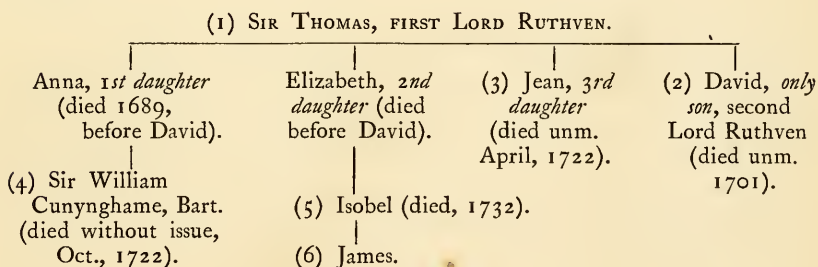 (1) Sir Thomas, first Lord Ruthven.
Anna, 1st daughter
(died 1689,
before David).
Elizabeth, 2nd
daughter (died
before David).
(3) Jean, 3rd
daughter
(died unm.
April, 1722).
(2) David, only
son, second
Lord Ruthven
(died unm.
1701).
(4) Sir William
Cunynghame, Bart.
(died without issue,
Oct., 1722).
(5) Isobel (died, 1732).
(6) James.